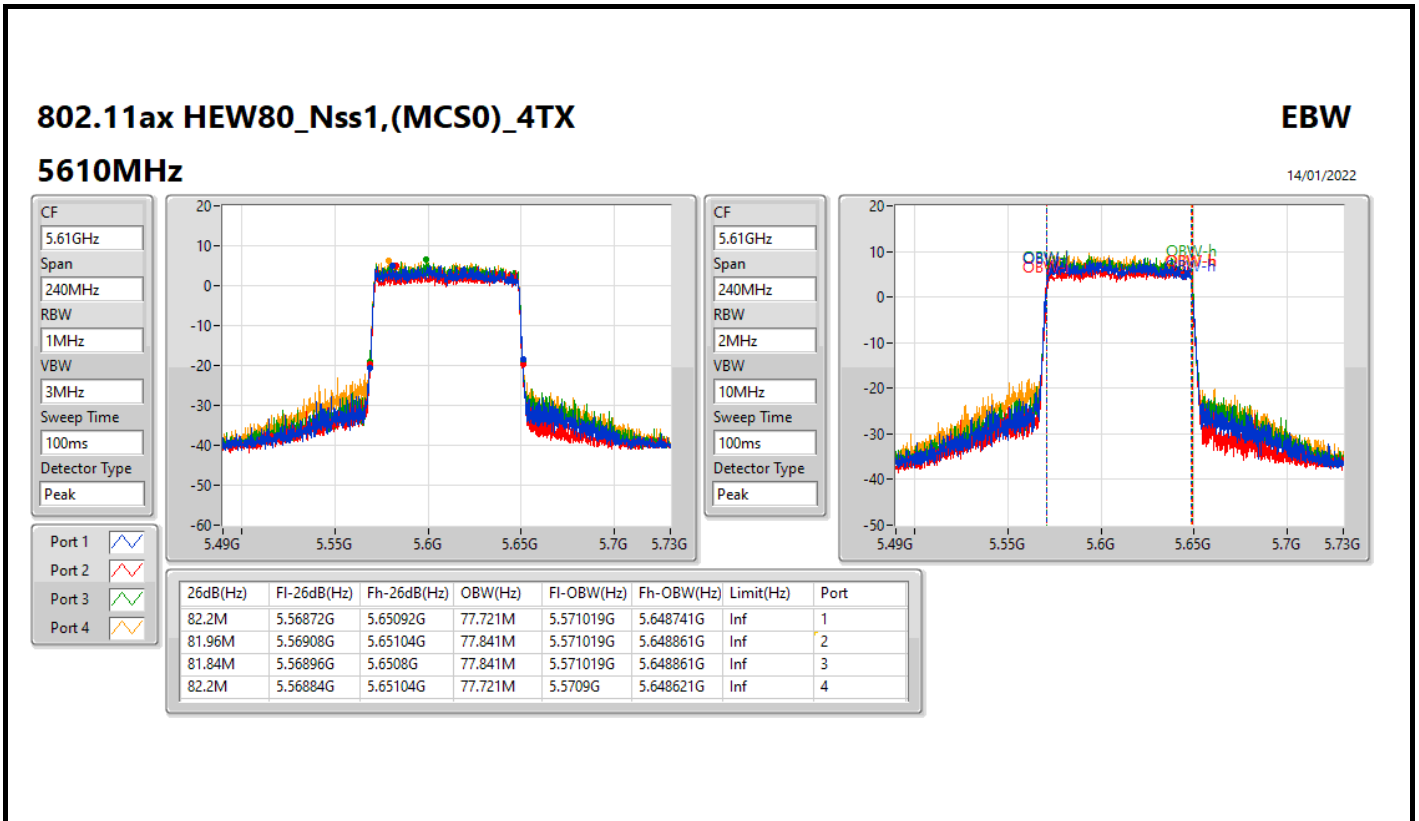 802.11ax HEW80_Nss1,(MCS0)_4TX
EBW
5610MHz
14/01/2022
CF
5.61GHz
Span
240MHz
RBW
1MHz
VBW
3MHz
Sweep Time
100ms
Detector Type
Peak
20
10
0
-10
-20
-30
-40
-50
-60
5.49G 5.55G 5.6G 5.65G 5.7G 5.73G
CF
5.61GHz
Span
240MHz
RBW
2MHz
VBW
10MHz
Sweep Time
100ms
Detector Type
Peak
20
10
0
-10
-20
-30
-40
-50
OBW-h
5.49G 5.55G 5.6G 5.65G 5.7G 5.73G
Port 1
Port 2
Port 3
Port 4
26dB(Hz) Fl-26dB(Hz) Fh-26dB(Hz) OBW(Hz) Fl-OBW(Hz) Fh-OBW(Hz) Limit(Hz) Port
82.2M 5.56872G 5.65092G 77.721M 5.571019G 5.648741G Inf 1
81.96M 5.56908G 5.65104G 77.841M 5.571019G 5.648861G Inf 2
81.84M 5.56896G 5.6508G 77.841M 5.571019G 5.648861G Inf 3
82.2M 5.56884G 5.65104G 77.721M 5.5709G 5.648621G Inf 4